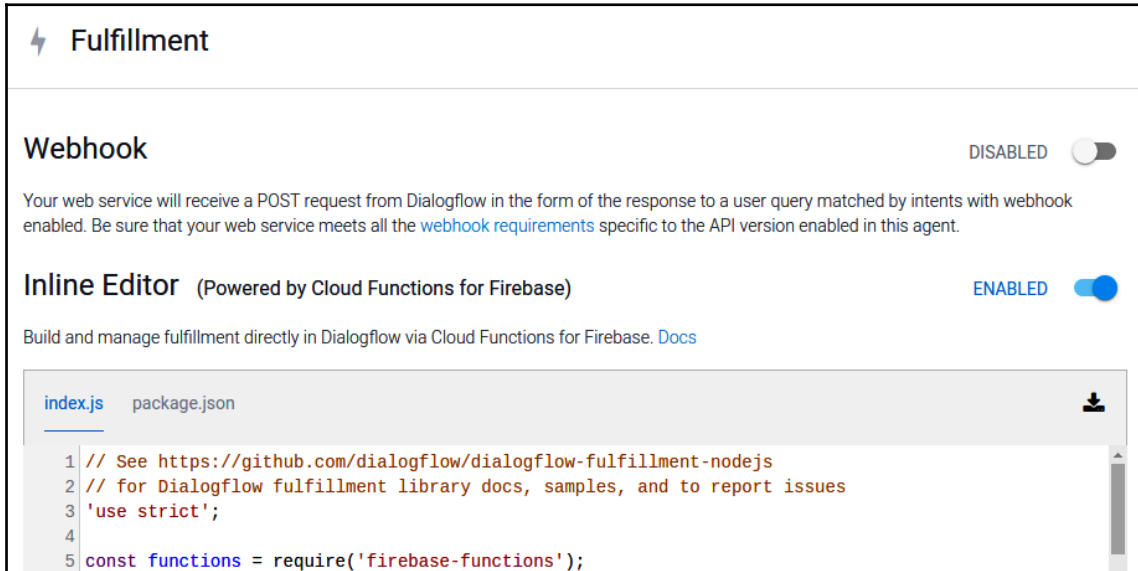 Fulfillment
Webhook
DISABLED
Your web service will receive a POST request from Dialogflow in the form of the response to a user query matched by intents with webhook
enabled. Be sure that your web service meets all the webhook requirements specific to the API version enabled in this agent.
Inline Editor (Powered by Cloud Functions for Firebase)
ENABLED
Build and manage fulfillment directly in Dialogflow via Cloud Functions for Firebase. Docs
index.js package.json
1 // See https://github.com/dialogflow/dialogflow-fulfillment-nodejs
2 // for Dialogflow fulfillment library docs, samples, and to report issues
3 'use strict';
4
5 const functions = require('firebase-functions');